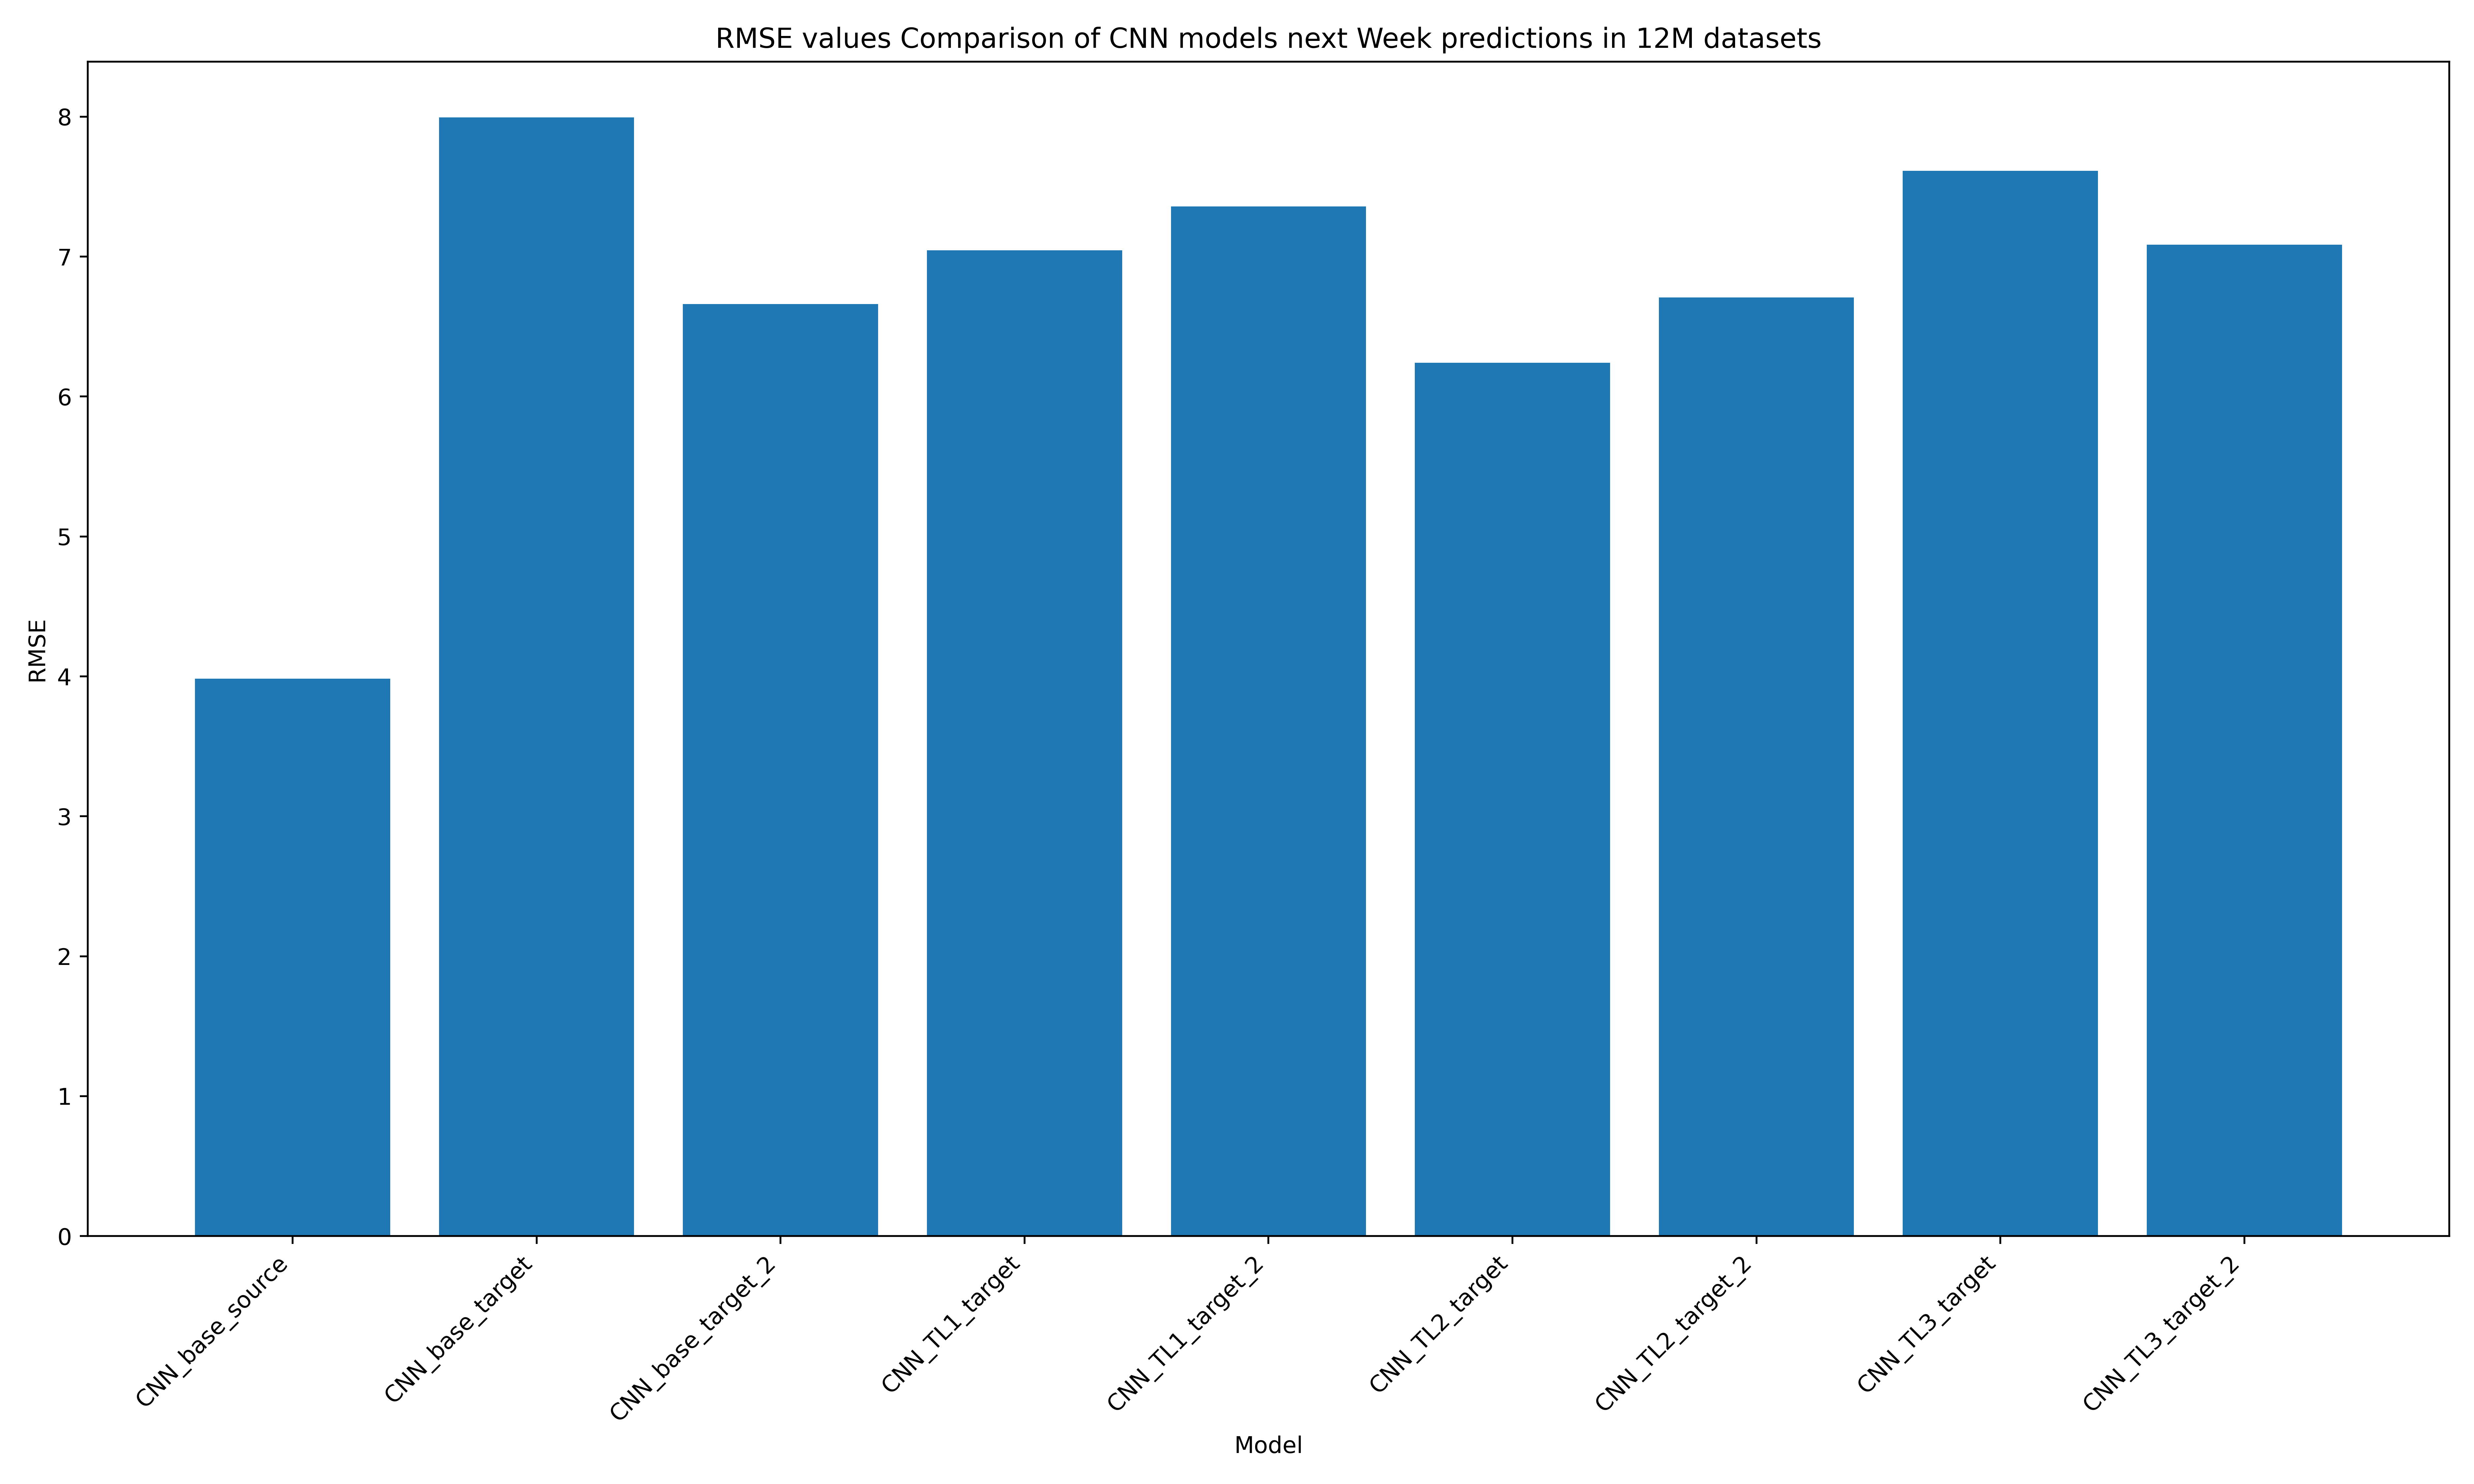 RMSE values Comparison of CNN models next Week predictions in 12M datasets
RMSE
8
7
6
5
4
3
2
1
0
CNN_base_source
CNN_base_target
CNN_base_target_2
CNN_TL1_target
CNN_TL1_target_2
CNN_TL2_target
CNN_TL2_target_2
CNN_TL3_target
CNN_TL3_target_2
Model